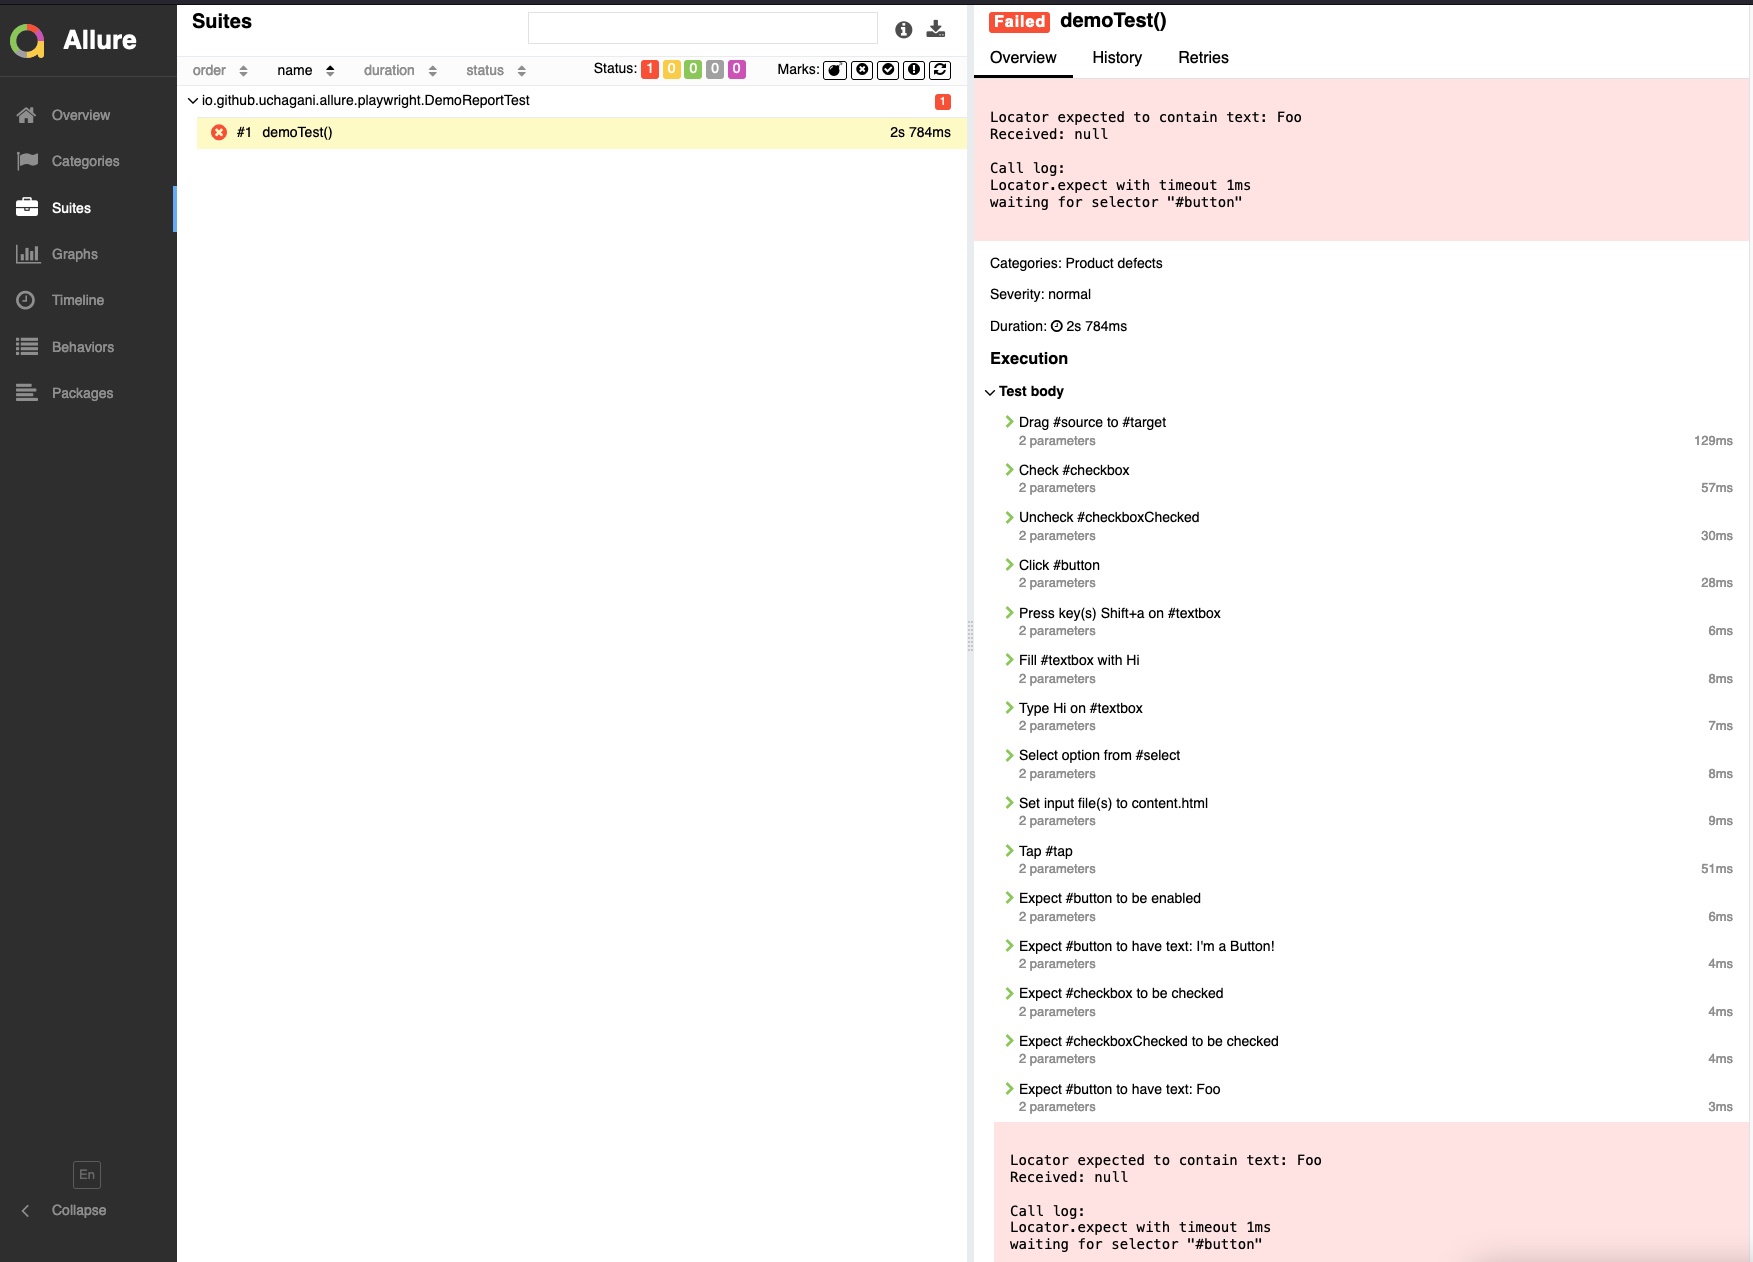 Allure
Overview
Categories
Suites
Graphs
Timeline
Behaviors
Packages
En
Collapse
Suites
order name duration status Status: 1 0 0 0 0 Marks:
io.github.uchagani.allure.playwright.DemoReportTest 1
#1 demoTest() 2s 784ms
Failed demoTest()
Overview History Retries
Locator expected to contain text: Foo
Received: null
Call log:
Locator.expect with timeout 1ms
waiting for selector "#button"
Categories: Product defects
Severity: normal
Duration: 2s 784ms
Execution
Test body
Drag #source to #target
2 parameters 129ms
Check #checkbox
2 parameters 57ms
Uncheck #checkboxChecked
2 parameters 30ms
Click #button
2 parameters 28ms
Press key(s) Shift+a on #textbox
2 parameters 6ms
Fill #textbox with Hi
2 parameters 8ms
Type Hi on #textbox
2 parameters 7ms
Select option from #select
2 parameters 8ms
Set input file(s) to content.html
2 parameters 9ms
Tap #tap
2 parameters 51ms
Expect #button to be enabled
2 parameters 6ms
Expect #button to have text: I'm a Button!
2 parameters 4ms
Expect #checkbox to be checked
2 parameters 4ms
Expect #checkboxChecked to be checked
2 parameters 4ms
Expect #button to have text: Foo
2 parameters 3ms
Locator expected to contain text: Foo
Received: null
Call log:
Locator.expect with timeout 1ms
waiting for selector "#button"